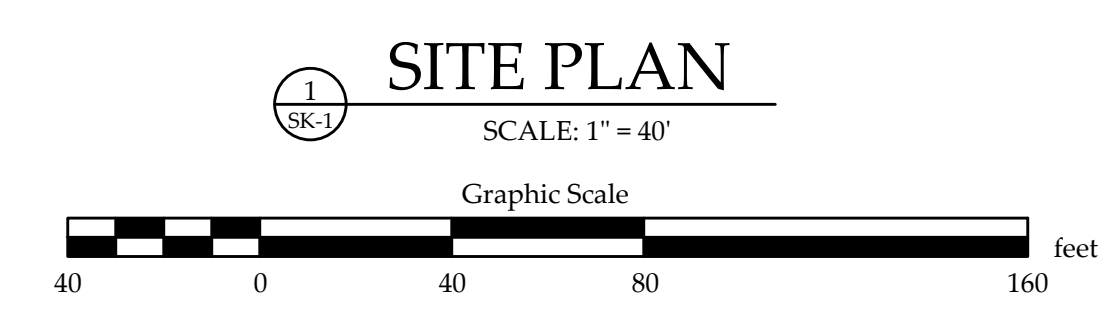 SITE PLAN
1
SK-1
SCALE: 1" = 40'
Graphic Scale
feet
40 0 40 80 160